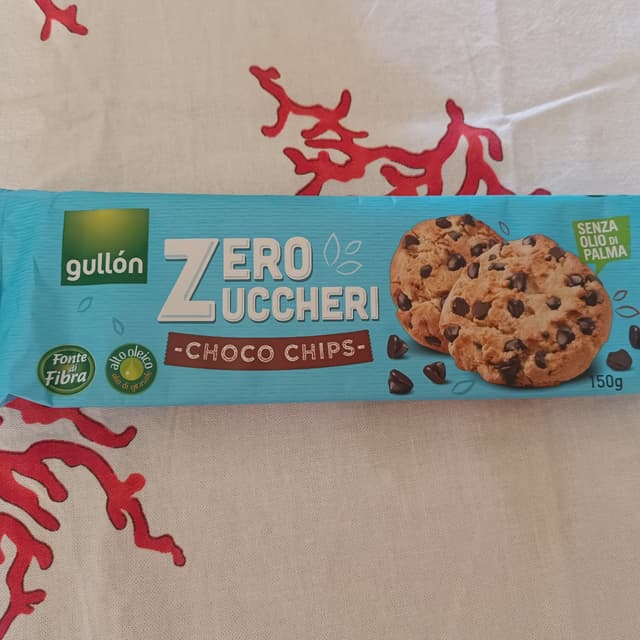 gullón
ZERO
ZUCCHERI
-CHOCO CHIPS-
SENZA
OLIO DI
PALMA
Fonte
di
Fibra
alto oleico
150g